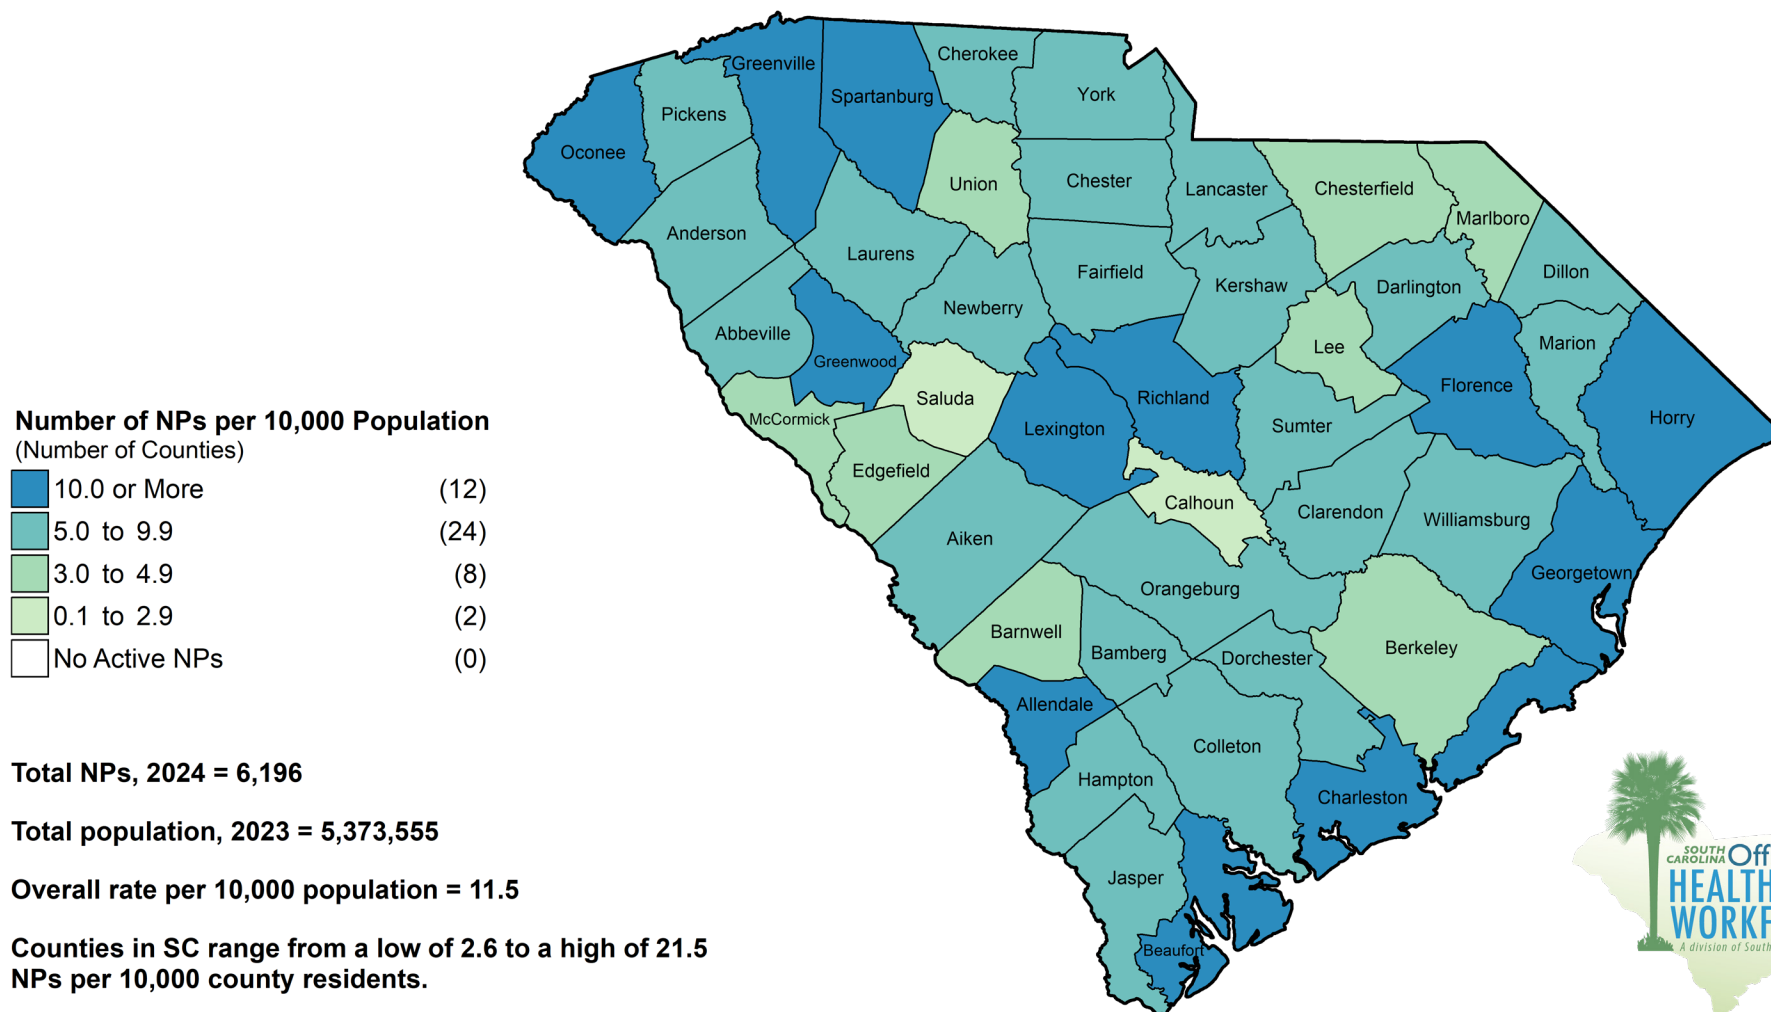 Cherokee
Greenville
Spartanburg
York
Pickens
Oconee
Union
Chester
Lancaster
Chesterfield
Marlboro
Anderson
Laurens
Fairfield
Kershaw
Darlington
Dillon
Newberry
Abbeville
Greenwood
Lee
Marion
Saluda
Richland
Florence
Horry
McCormick
Lexington
Sumter
Edgefield
Calhoun
Clarendon
Williamsburg
Aiken
Georgetown
Orangeburg
Barnwell
Bamberg
Dorchester
Berkeley
Allendale
Colleton
Hampton
Charleston
Jasper
Beaufort
Number of NPs per 10,000 Population
(Number of Counties)
10.0 or More (12)
5.0 to 9.9 (24)
3.0 to 4.9 (8)
0.1 to 2.9 (2)
No Active NPs (0)
Total NPs, 2024 = 6,196
Total population, 2023 = 5,373,555
Overall rate per 10,000 population = 11.5
Counties in SC range from a low of 2.6 to a high of 21.5
NPs per 10,000 county residents.
SOUTH
CAROLINA Off
HEALTH
WORKF
A division of South